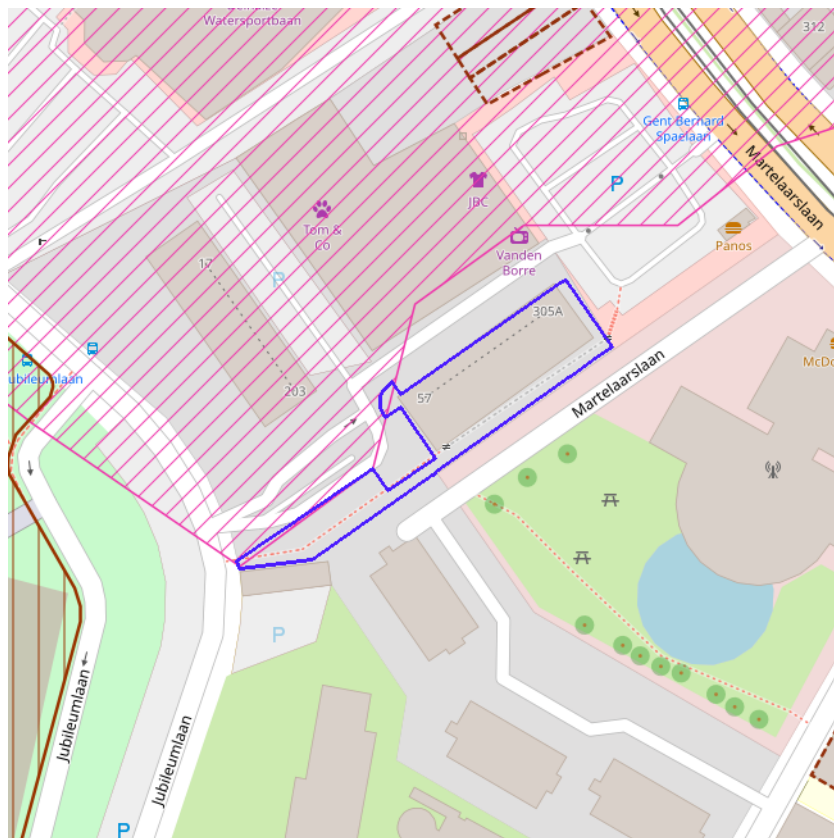 Watersportbaan
312
Gent Bernard
Spaelaan
P
Martelaarslaan
JBC
Tom &
Co
Panos
Vanden
Borre
17
P
305A
McDo
Jubileumlaan
Martelaarslaan
203
57
P
Jubileumlaan
Jubileumlaan
P